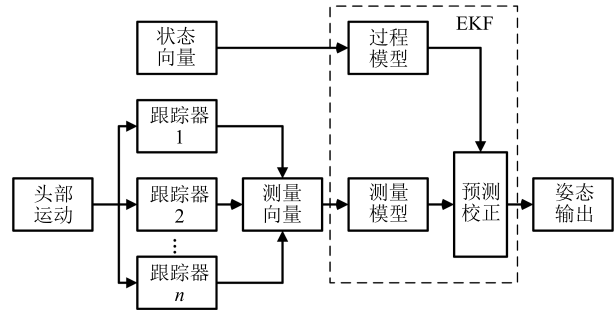 EKF
状态
向量
过程
模型
跟踪器
1
头部
运动
跟踪器
2
…
跟踪器
n
测量
向量
测量
模型
预测
校正
姿态
输出